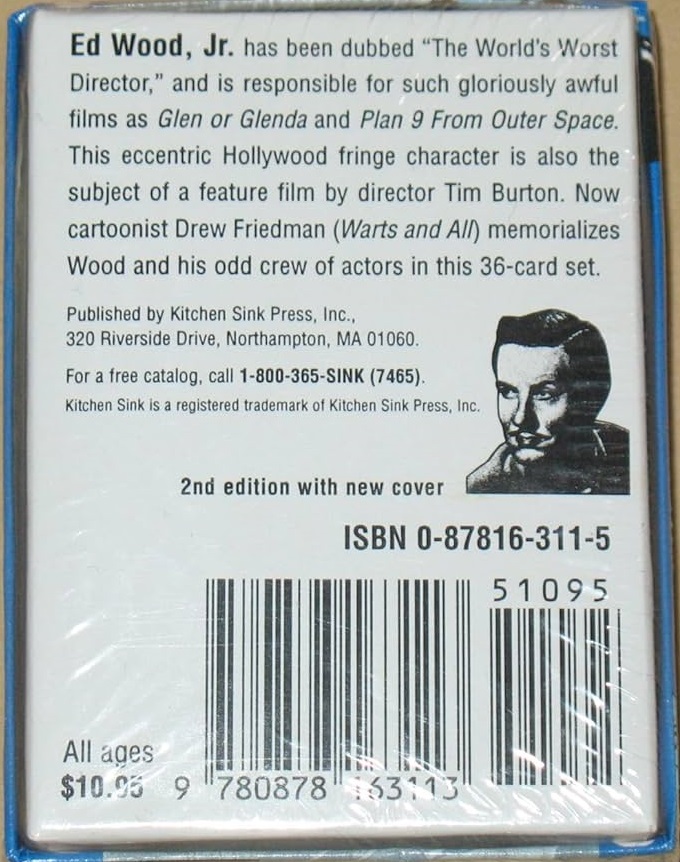 Ed Wood, Jr. has been dubbed “The World’s Worst
Director,” and is responsible for such gloriously awful
films as Glen or Glenda and Plan 9 From Outer Space.
This eccentric Hollywood fringe character is also the
subject of a feature film by director Tim Burton. Now
cartoonist Drew Friedman (Warts and All) memorializes
Wood and his odd crew of actors in this 36-card set.
Published by Kitchen Sink Press, Inc.,
320 Riverside Drive, Northampton, MA 01060.
For a free catalog, call 1-800-365-SINK (7465).
Kitchen Sink is a registered trademark of Kitchen Sink Press, Inc.
2nd edition with new cover
ISBN 0-87816-311-5
51095
All ages
$10.95
9 780878 163113